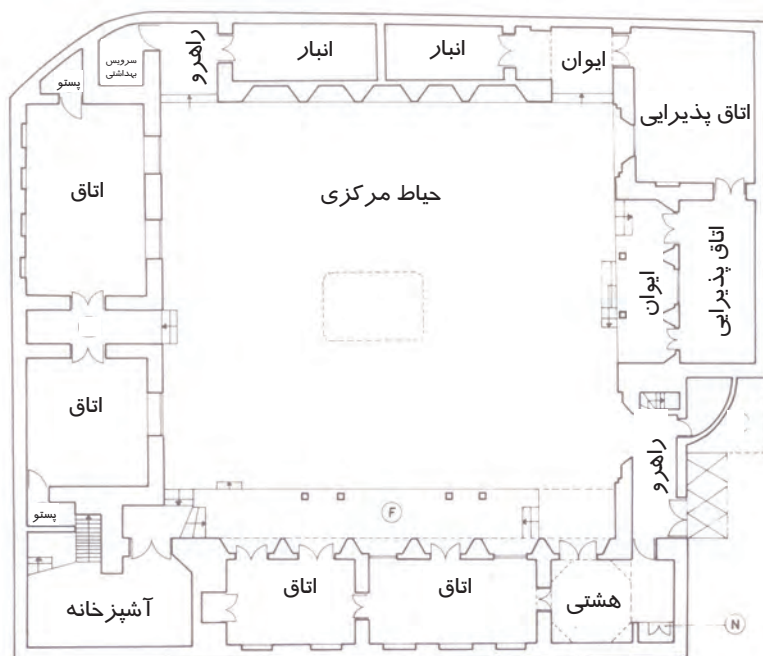 سرویس
بهداشتی
راهرو
انبار
انبار
ایوان
پستو
اتاق پذیرایی
اتاق
حیاط مرکزی
اتاق پذیرایی
ایوان
اتاق
راهرو
پستو
F
آشپزخانه
اتاق
اتاق
هشتی
N